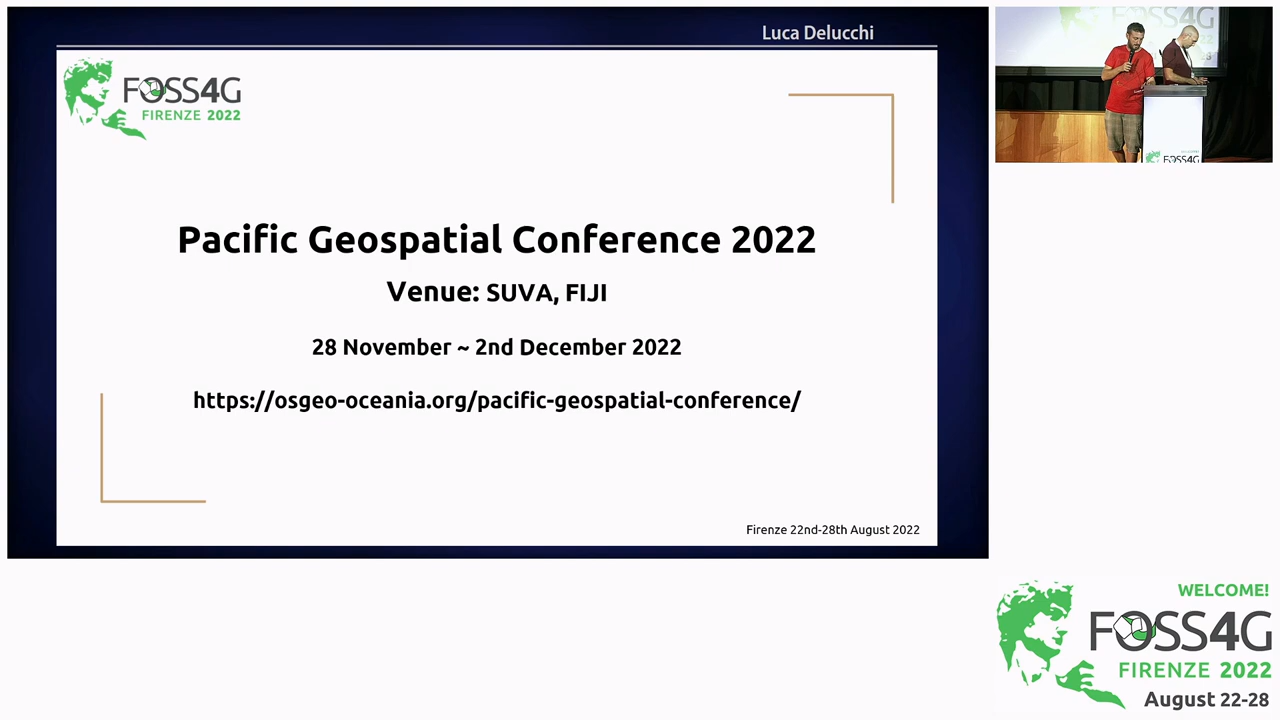 Luca Delucchi
FOSS4G
FIRENZE 2022
Pacific Geospatial Conference 2022
Venue: SUVA, FIJI
28 November ~ 2nd December 2022
https://osgeo-oceania.org/pacific-geospatial-conference/
Firenze 22nd-28th August 2022
FOSS4G
WELCOME!
FOSS4G
FIRENZE 2022
August 22-28